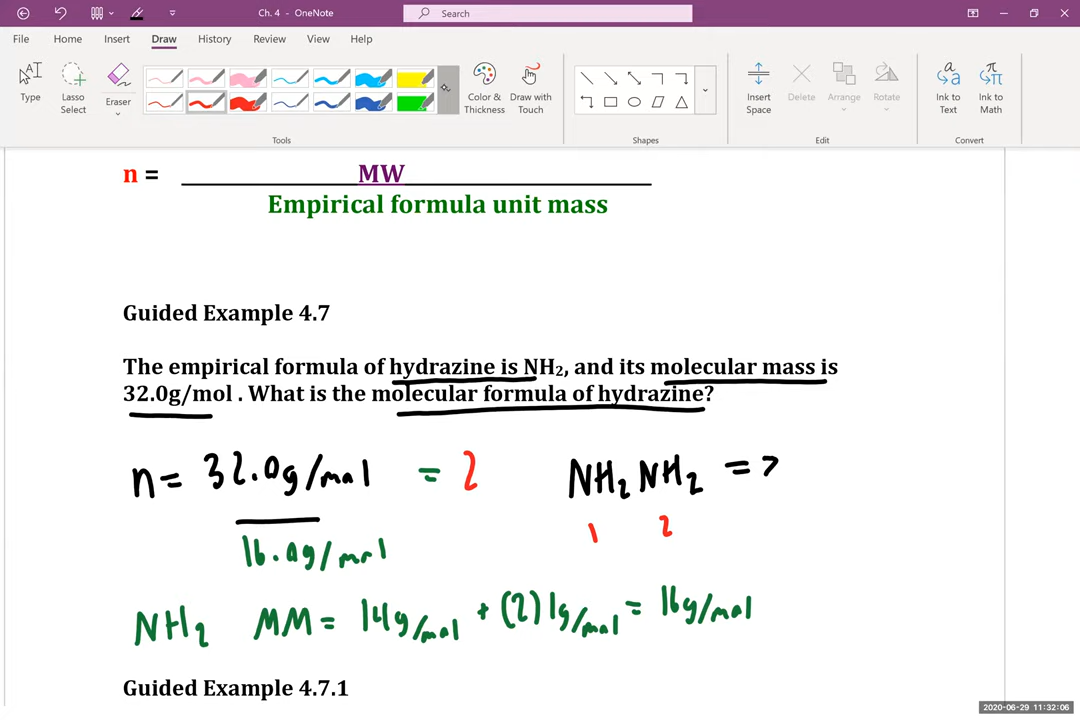 Ch. 4 - OneNote
Search
File Home Insert Draw History Review View Help
Type
Lasso Select
Eraser
Color & Thickness
Draw with Touch
Insert Space
Delete
Arrange
Rotate
Ink to Text
Ink to Math
Tools
Shapes
Edit
Convert
n = MW
Empirical formula unit mass
Guided Example 4.7
The empirical formula of hydrazine is NH₂, and its molecular mass is
32.0g/mol . What is the molecular formula of hydrazine?
n = 32.0g/mol = 2
NH₂ NH₂ =
16.0g/mol
1 2
NH₂ MM = 14g/mol + (2) 1g/mol = 16g/mol
Guided Example 4.7.1
2020-06-29 11:32:06